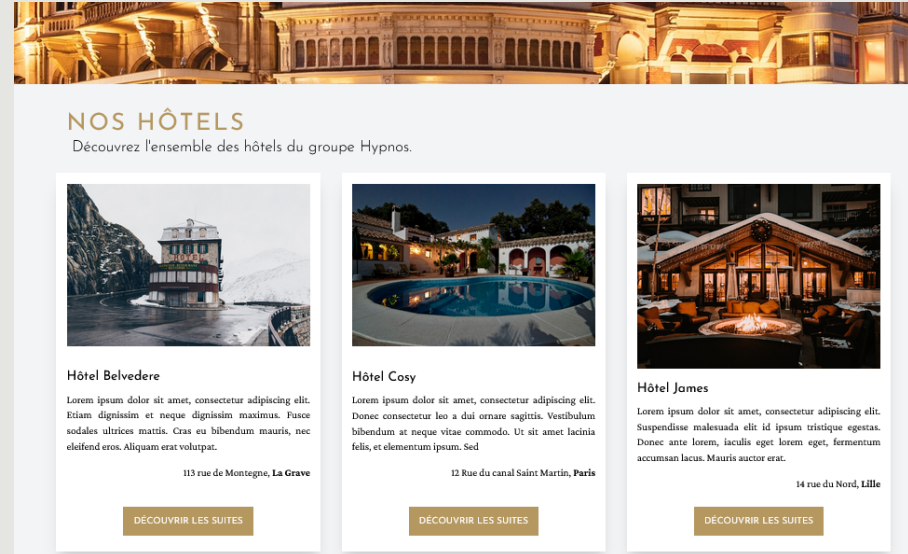 NOS HÔTELS
Découvrez l'ensemble des hôtels du groupe Hypnos.
Hôtel Belvedere
Lorem ipsum dolor sit amet, consectetur adipiscing elit.
Etiam dignissim et neque dignissim maximus. Fusce
sodales ultrices mattis. Cras eu bibendum mauris, nec
eleifend eros. Aliquam erat volutpat.
113 rue de Montegne, La Grave
DÉCOUVRIR LES SUITES
Hôtel Cosy
Lorem ipsum dolor sit amet, consectetur adipiscing elit.
Donec consectetur leo a dui ornare sagittis. Vestibulum
bibendum at neque vitae commodo. Ut sit amet lacinia
felis, et elementum ipsum. Sed
12 Rue du canal Saint Martin, Paris
DÉCOUVRIR LES SUITES
Hôtel James
Lorem ipsum dolor sit amet, consectetur adipiscing elit.
Suspendisse malesuada elit id ipsum tristique egestas.
Donec ante lorem, iaculis eget lorem eget, fermentum
accumsan lacus. Mauris auctor erat.
14 rue du Nord, Lille
DÉCOUVRIR LES SUITES